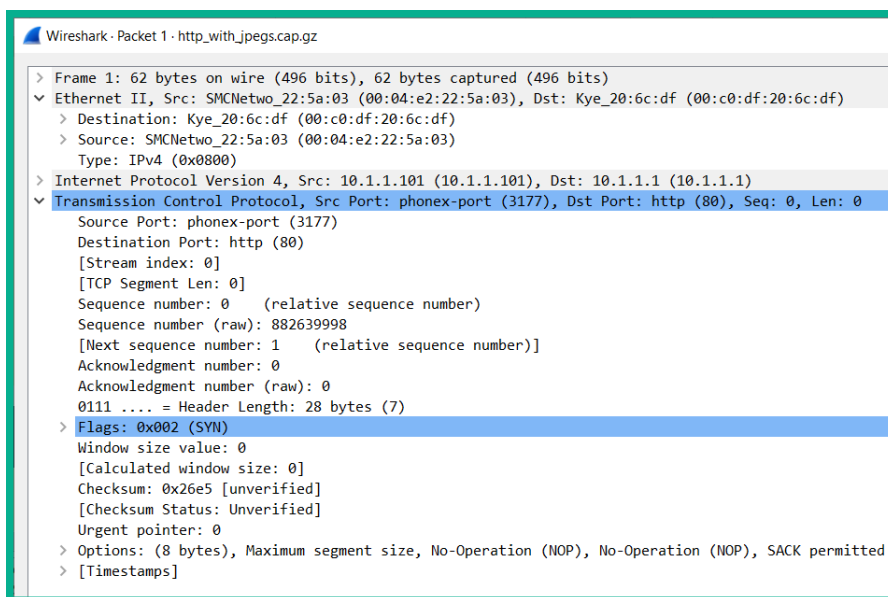 Wireshark · Packet 1 · http_with_jpegs.cap.gz
Frame 1: 62 bytes on wire (496 bits), 62 bytes captured (496 bits)
Ethernet II, Src: SMCNetwo_22:5a:03 (00:04:e2:22:5a:03), Dst: Kye_20:6c:df (00:c0:df:20:6c:df)
Destination: Kye_20:6c:df (00:c0:df:20:6c:df)
Source: SMCNetwo_22:5a:03 (00:04:e2:22:5a:03)
Type: IPv4 (0x0800)
Internet Protocol Version 4, Src: 10.1.1.101 (10.1.1.101), Dst: 10.1.1.1 (10.1.1.1)
Transmission Control Protocol, Src Port: phonex-port (3177), Dst Port: http (80), Seq: 0, Len: 0
Source Port: phonex-port (3177)
Destination Port: http (80)
[Stream index: 0]
[TCP Segment Len: 0]
Sequence number: 0    (relative sequence number)
Sequence number (raw): 882639998
[Next sequence number: 1    (relative sequence number)]
Acknowledgment number: 0
Acknowledgment number (raw): 0
0111 .... = Header Length: 28 bytes (7)
Flags: 0x002 (SYN)
Window size value: 0
[Calculated window size: 0]
Checksum: 0x26e5 [unverified]
[Checksum Status: Unverified]
Urgent pointer: 0
Options: (8 bytes), Maximum segment size, No-Operation (NOP), No-Operation (NOP), SACK permitted
[Timestamps]